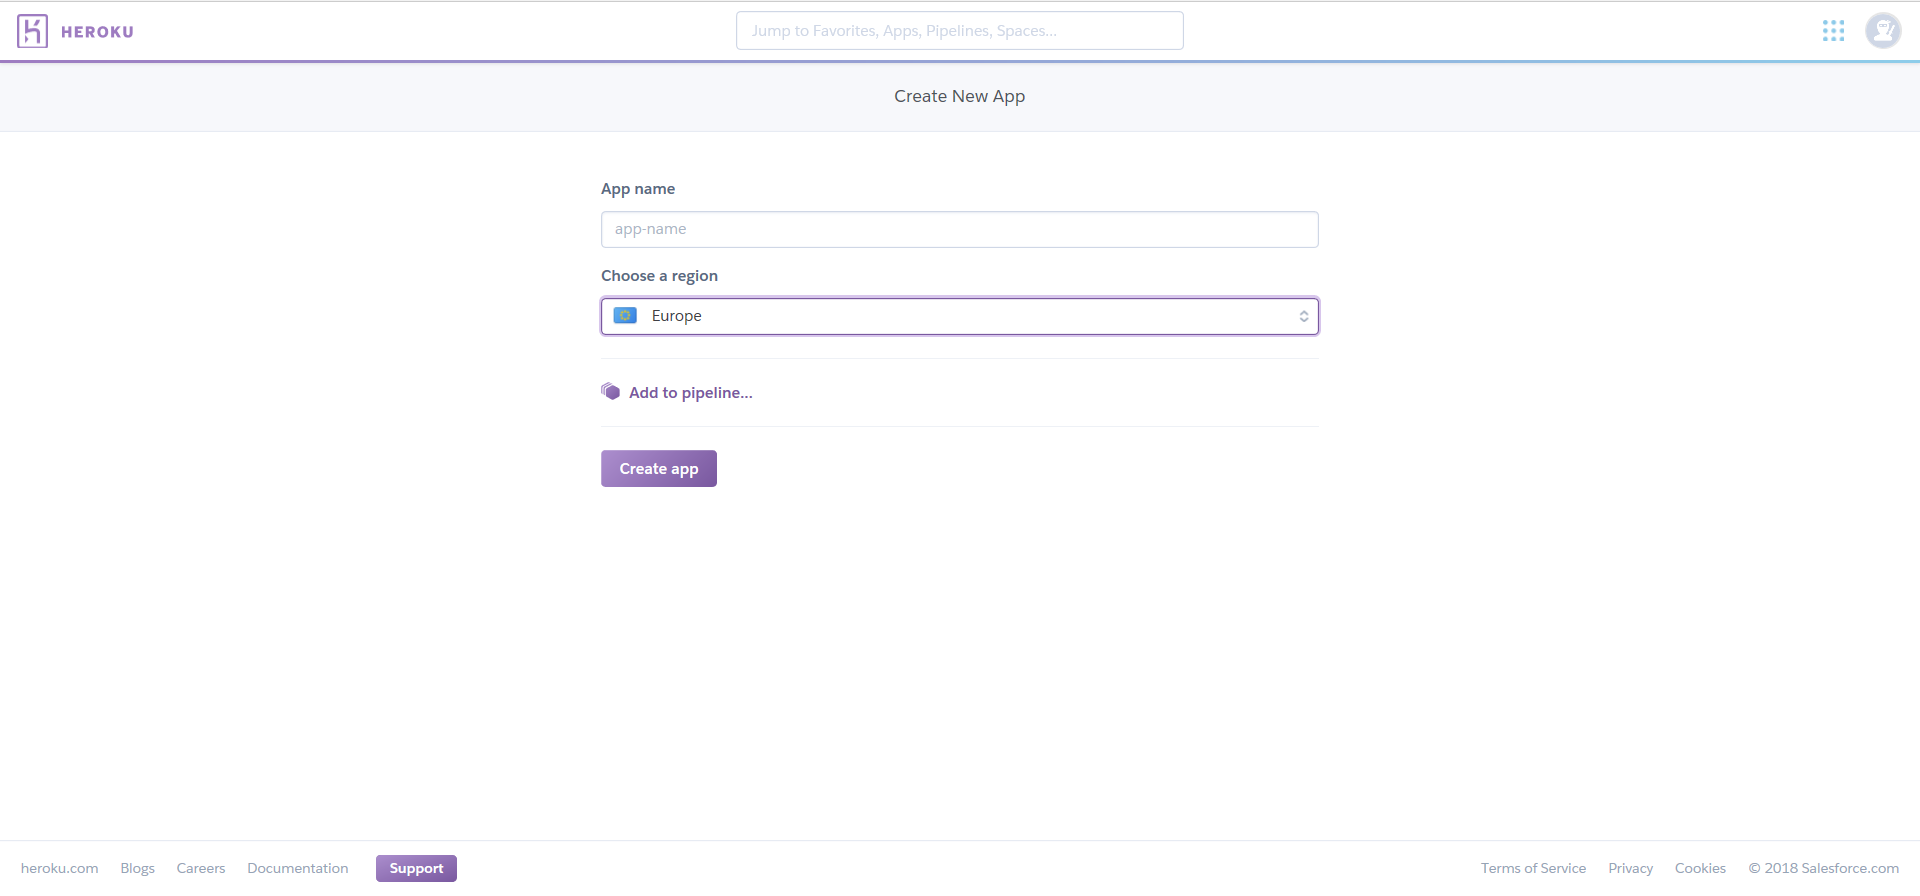 HEROKU
Jump to Favorites, Apps, Pipelines, Spaces...
Create New App
App name
app-name
Choose a region
Europe
Add to pipeline...
Create app
heroku.com Blogs Careers Documentation Support Terms of Service Privacy Cookies © 2018 Salesforce.com